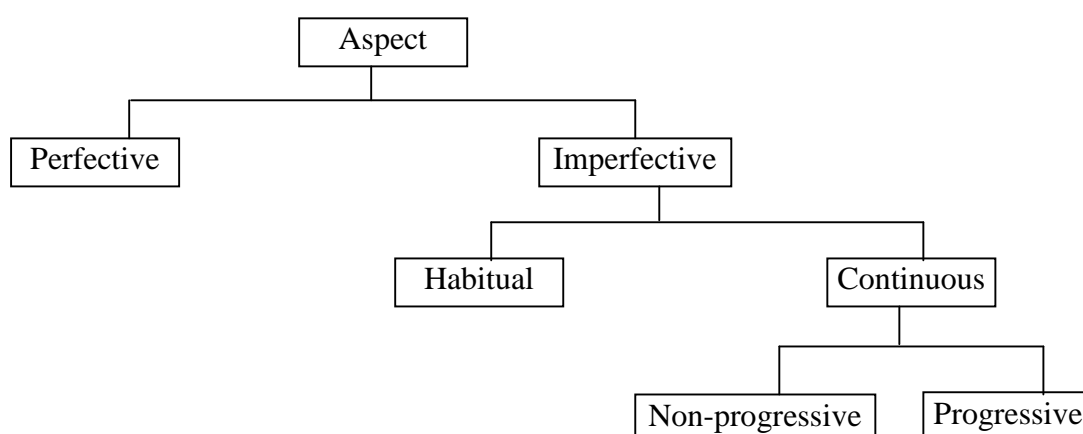 Aspect
Perfective
Imperfective
Habitual
Continuous
Non-progressive
Progressive